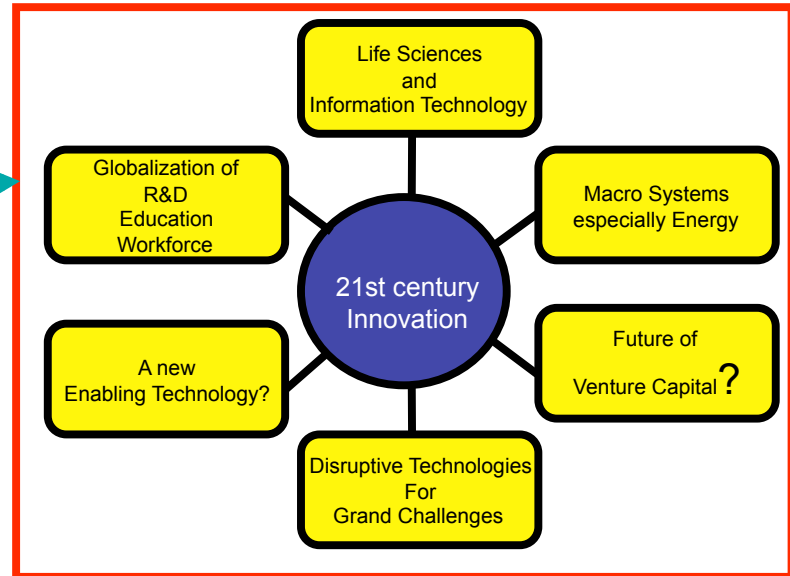 Life Sciences
and
Information Technology
Globalization of
R&D
Education
Workforce
Macro Systems
especially Energy
21st century
Innovation
A new
Enabling Technology?
Future of
Venture Capital?
Disruptive Technologies
For
Grand Challenges